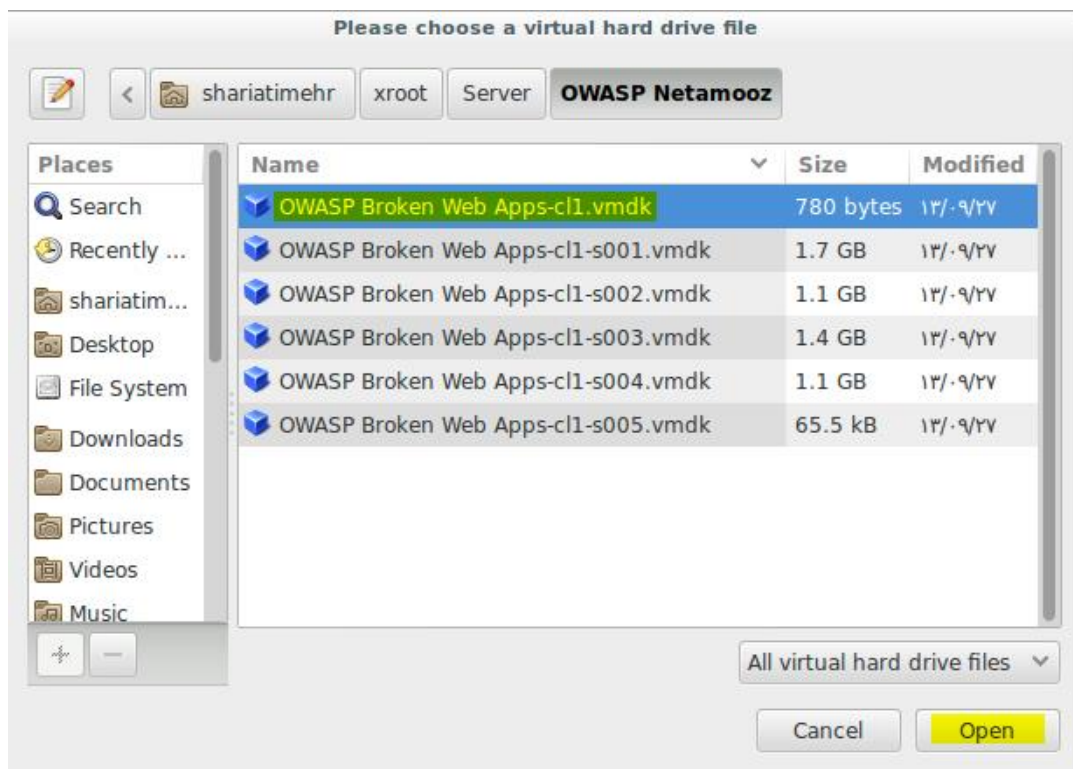 Please choose a virtual hard drive file
shariatimehr xroot Server OWASP Netamooz
Places
Search
Recently ...
shariatim...
Desktop
File System
Downloads
Documents
Pictures
Videos
Music
Name Size Modified
OWASP Broken Web Apps-cl1.vmdk 780 bytes ۱۳/۰۹/۲۷
OWASP Broken Web Apps-cl1-s001.vmdk 1.7 GB ۱۳/۰۹/۲۷
OWASP Broken Web Apps-cl1-s002.vmdk 1.1 GB ۱۳/۰۹/۲۷
OWASP Broken Web Apps-cl1-s003.vmdk 1.4 GB ۱۳/۰۹/۲۷
OWASP Broken Web Apps-cl1-s004.vmdk 1.1 GB ۱۳/۰۹/۲۷
OWASP Broken Web Apps-cl1-s005.vmdk 65.5 kB ۱۳/۰۹/۲۷
All virtual hard drive files
Cancel Open